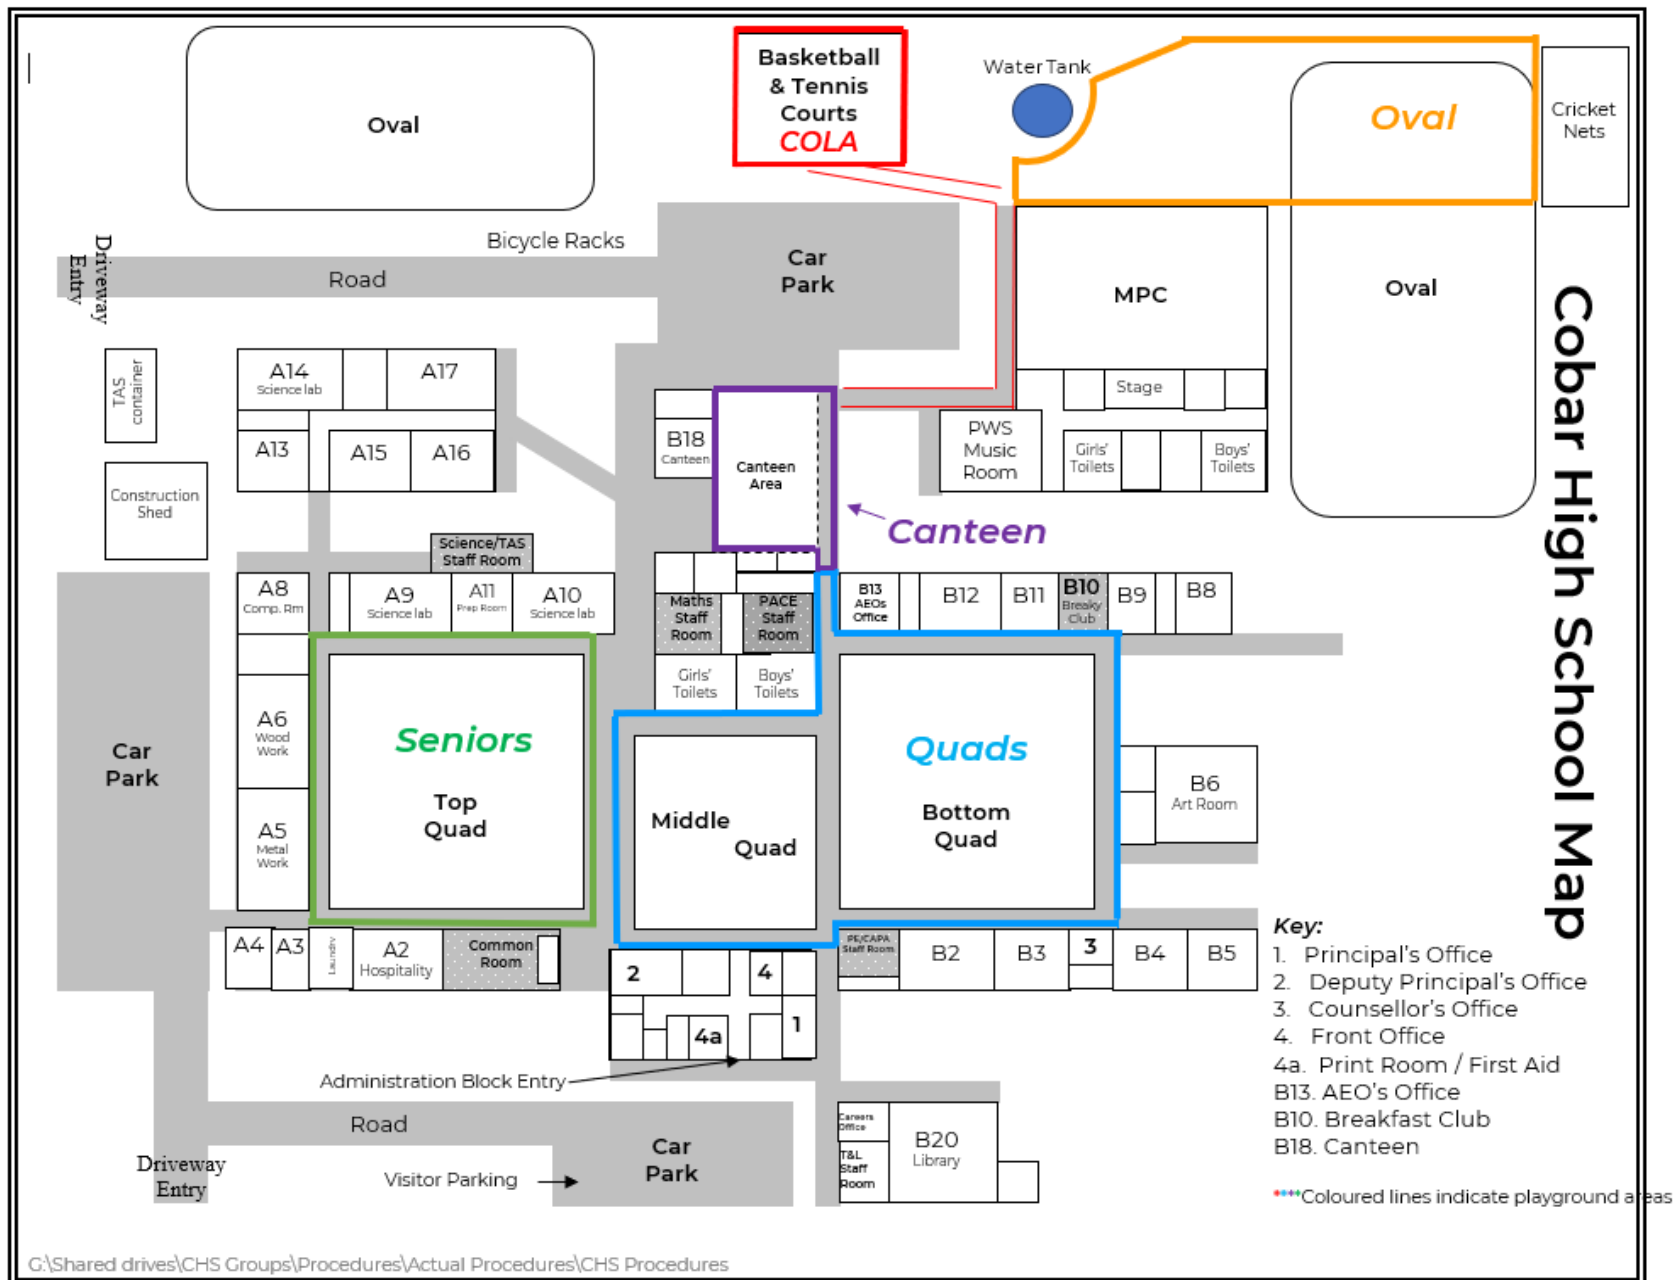 Basketball
& Tennis
Courts
COLA
Water Tank
Oval
Oval
Cricket
Nets
Bicycle Racks
Driveway
Entry
Road
Car
Park
MPC
Oval
Cobar High School Map
TAS
container
A14
Science lab
A17
Stage
A13
A15
A16
B18
Canteen
Canteen
Area
PWS
Music
Room
Girls'
Toilets
Boys'
Toilets
Construction
Shed
Canteen
Science/TAS
Staff Room
A8
Comp. Rm
A9
Science lab
A11
Prep Room
A10
Science lab
Maths
Staff
Room
PACE
Staff
Room
B13
AEOs
Office
B12
B11
B10
Breaky
Club
B9
B8
Girls'
Toilets
Boys'
Toilets
A6
Wood
Work
Seniors
Top
Quad
Car
Park
Middle
Quad
Quads
Bottom
Quad
B6
Art Room
A5
Metal
Work
A4
A3
Laundry
A2
Hospitality
Common
Room
PE/CAPA
Staff Room
B2
B3
3
B4
B5
2
4
4a
1
Administration Block Entry
Road
Driveway
Entry
Visitor Parking
Car
Park
Careers
Office
T&L
Staff
Room
B20
Library
Key:
1. Principal's Office
2. Deputy Principal's Office
3. Counsellor's Office
4. Front Office
4a. Print Room / First Aid
B13. AEO's Office
B10. Breakfast Club
B18. Canteen
Coloured lines indicate playground areas
G:\Shared drives\CHS Groups\Procedures\Actual Procedures\CHS Procedures